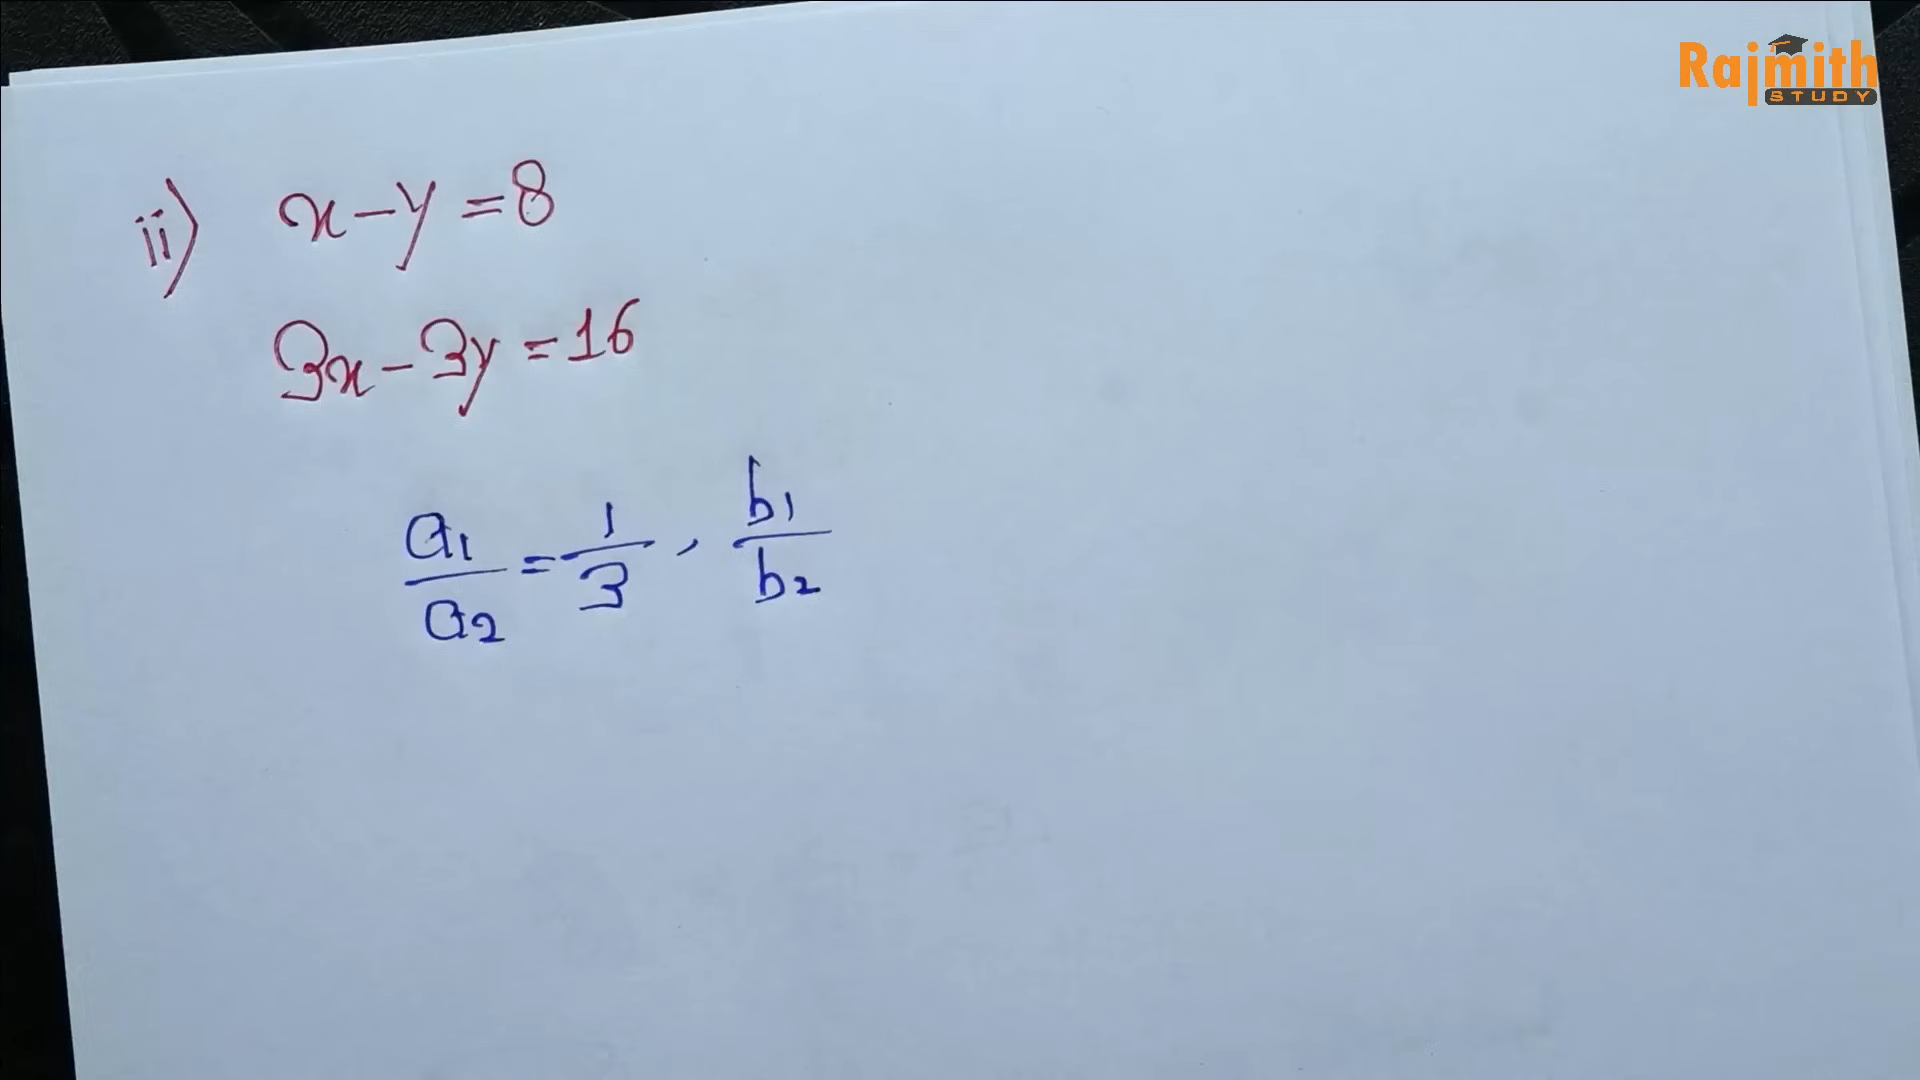 Rajmith
STUDY
ii) x - y = 8
3x - 3y = 16
a1/a2 = 1/3 , b1/b2